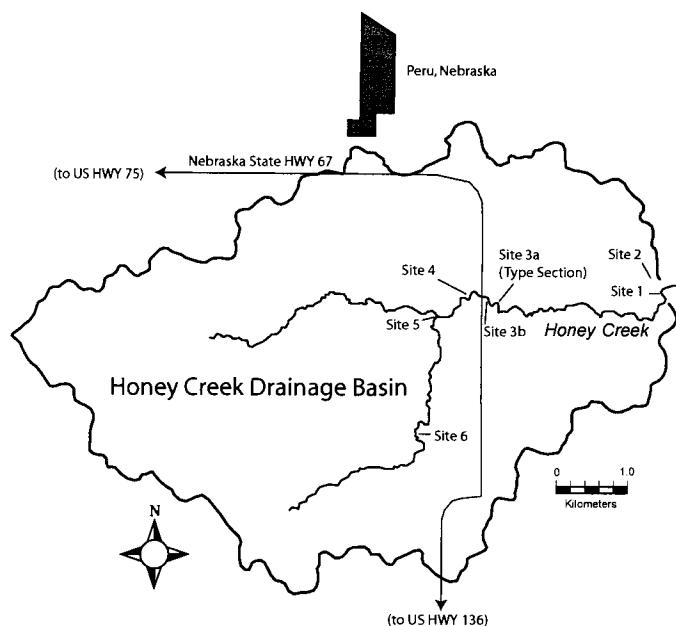 Peru, Nebraska
Nebraska State HWY 67
(to US HWY 75)
Site 3a
(Type Section)
Site 2
Site 4
Site 1
Site 5
Site 3b
Honey Creek
Honey Creek Drainage Basin
Site 6
0 1.0
Kilometers
N
(to US HWY 136)